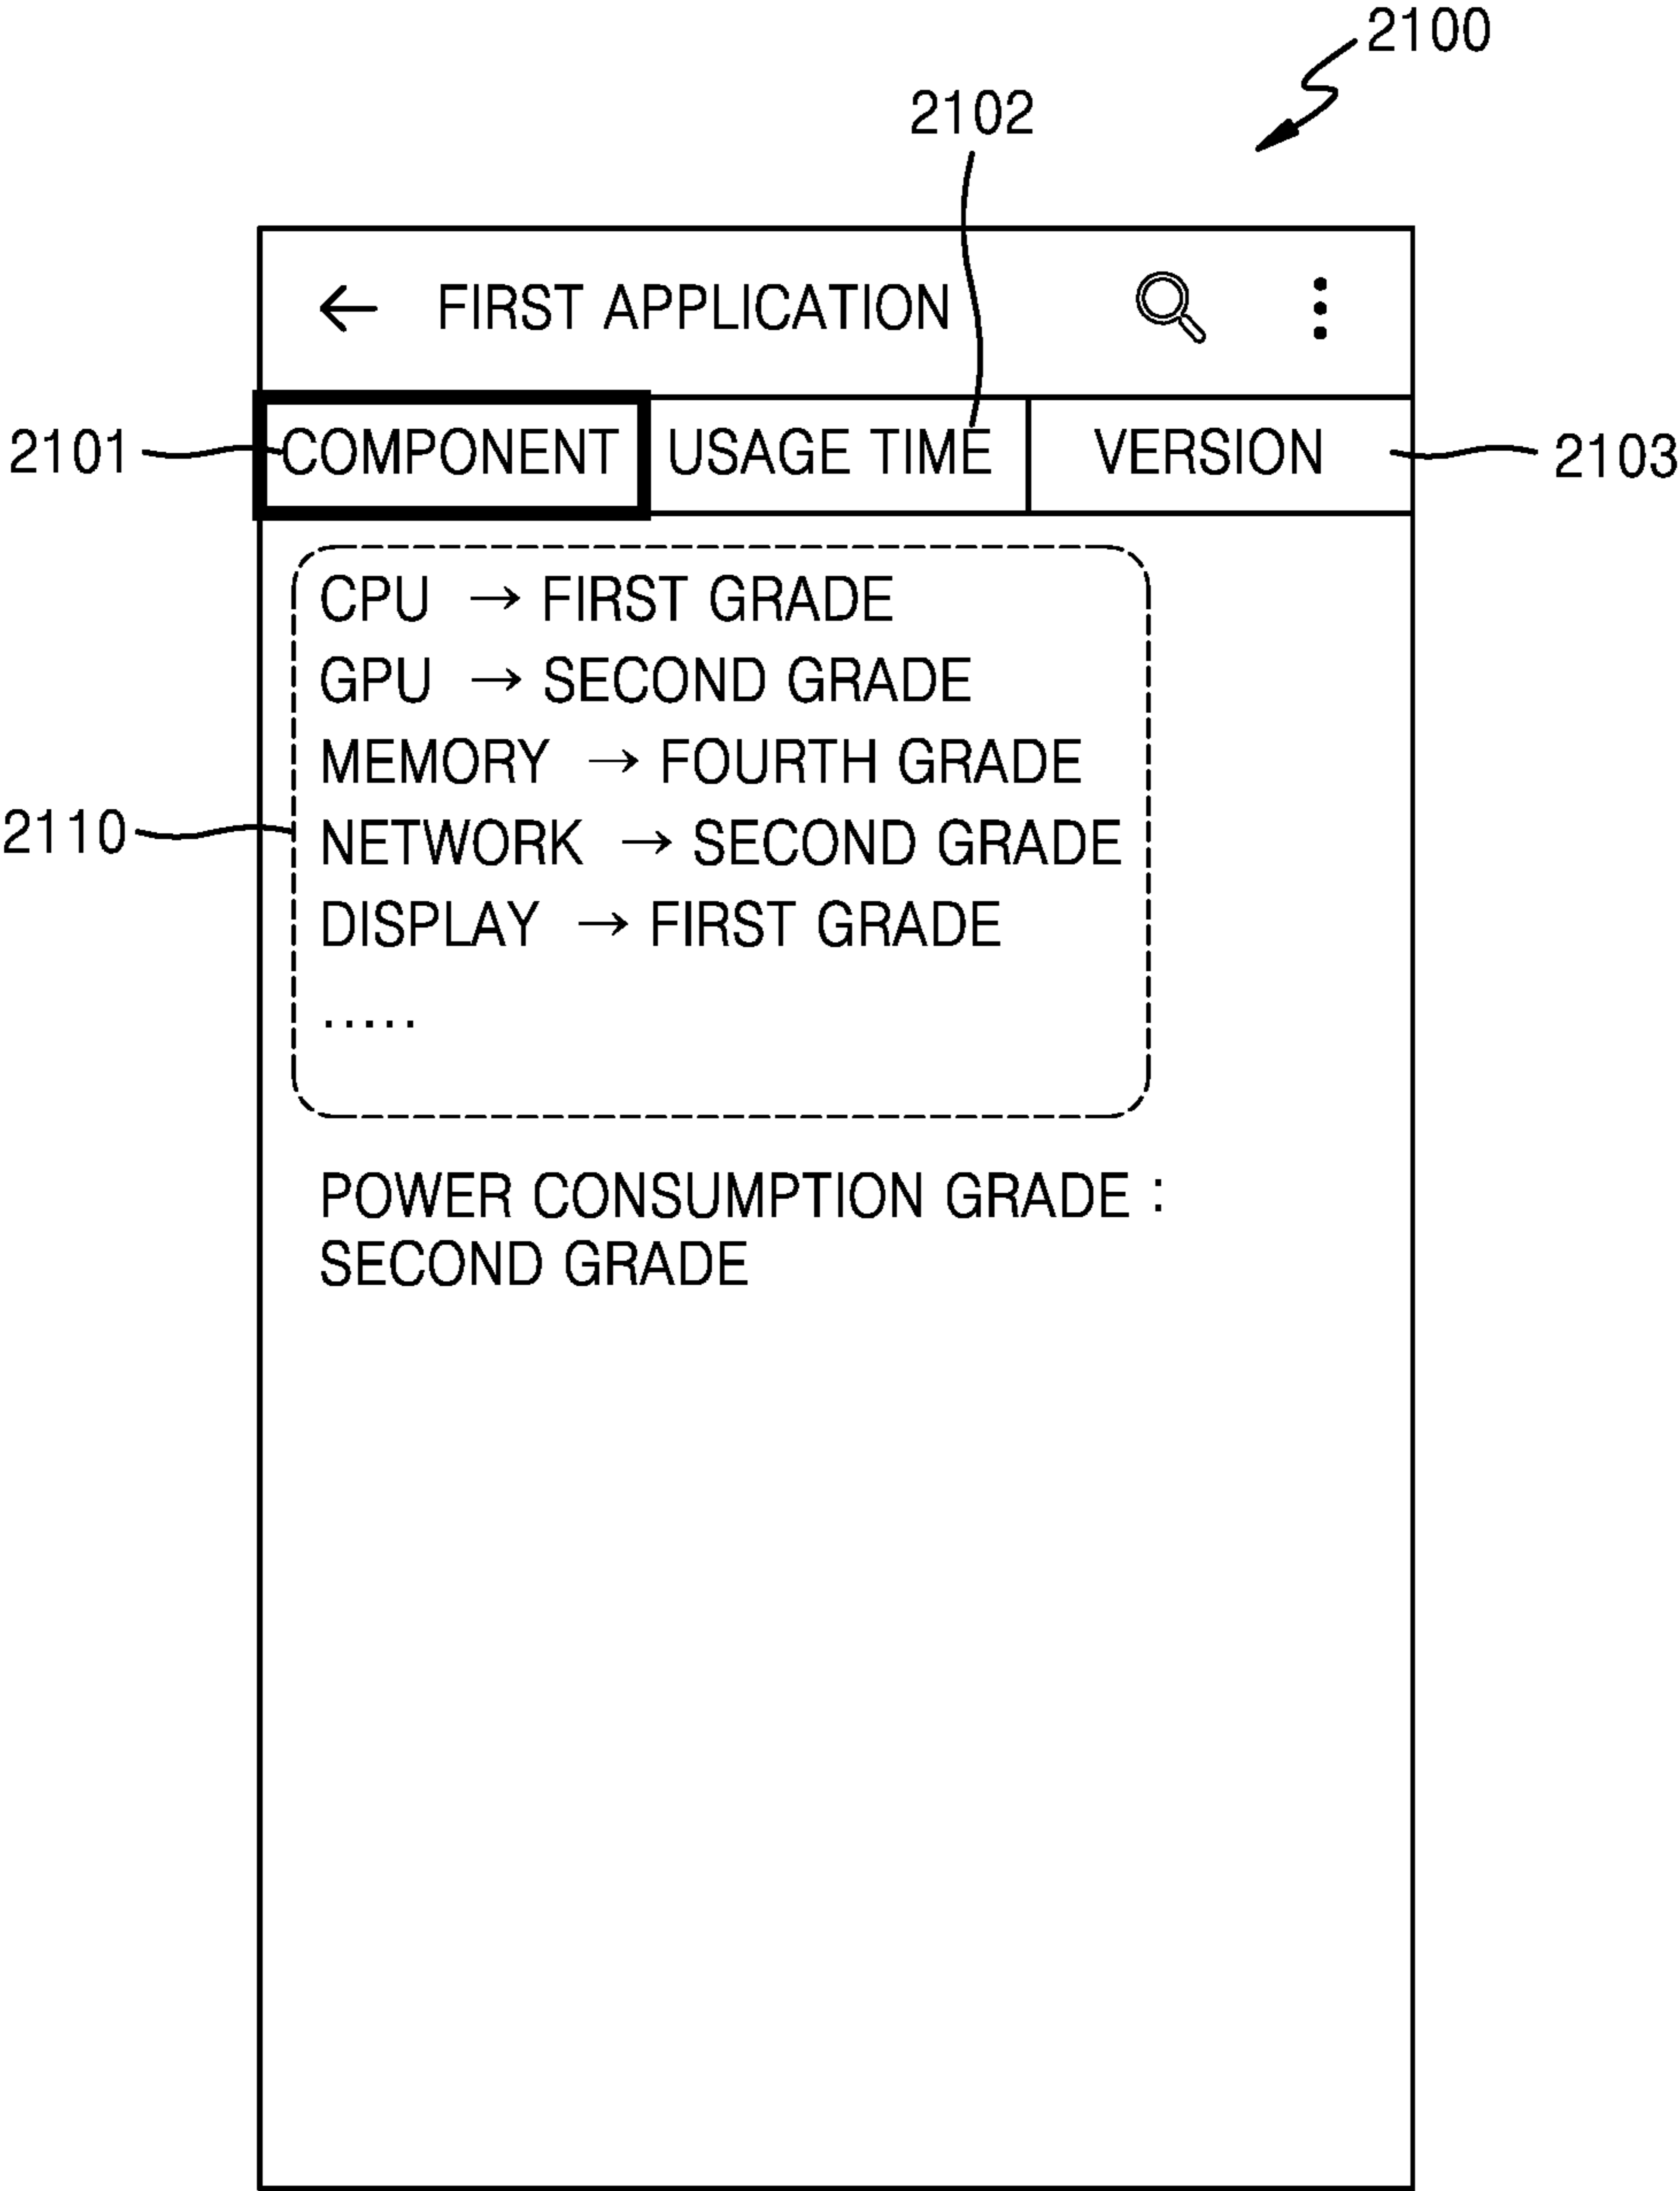 2100
2102
← FIRST APPLICATION
2101 COMPONENT USAGE TIME VERSION 2103
CPU → FIRST GRADE
GPU → SECOND GRADE
MEMORY → FOURTH GRADE
2110 NETWORK → SECOND GRADE
DISPLAY → FIRST GRADE
.....
POWER CONSUMPTION GRADE :
SECOND GRADE